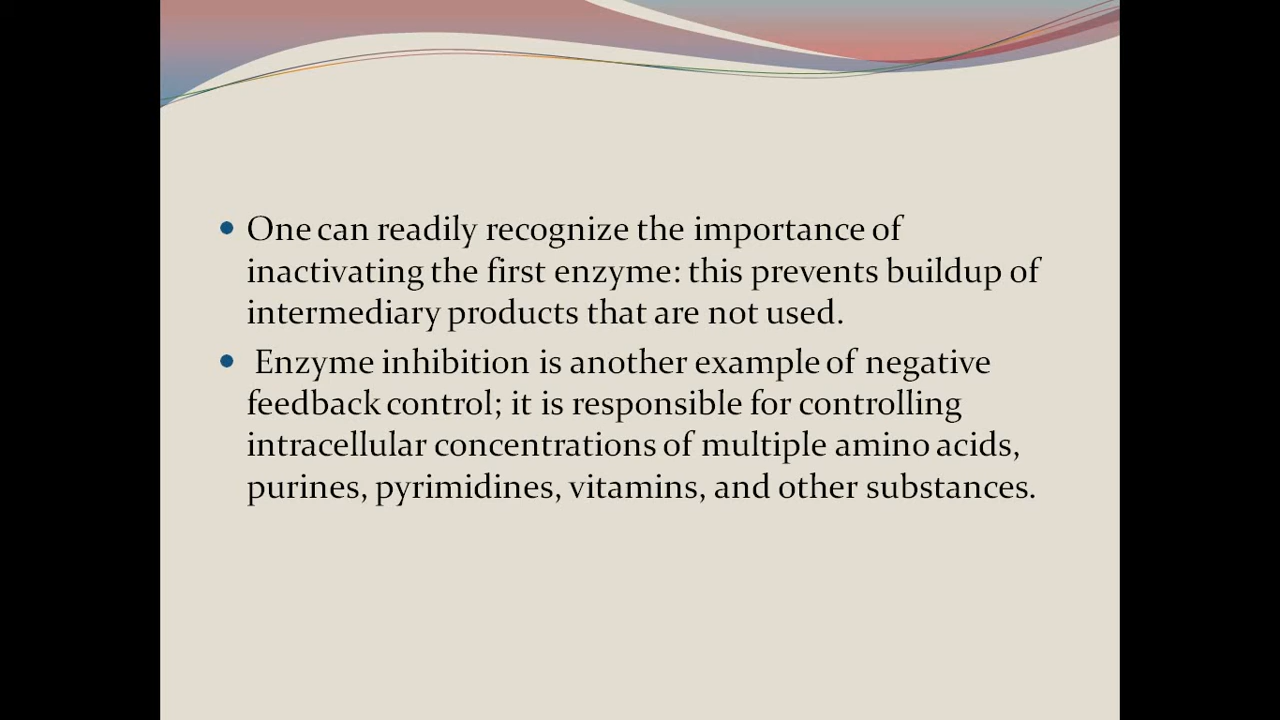 • One can readily recognize the importance of
inactivating the first enzyme: this prevents buildup of
intermediary products that are not used.
• Enzyme inhibition is another example of negative
feedback control; it is responsible for controlling
intracellular concentrations of multiple amino acids,
purines, pyrimidines, vitamins, and other substances.